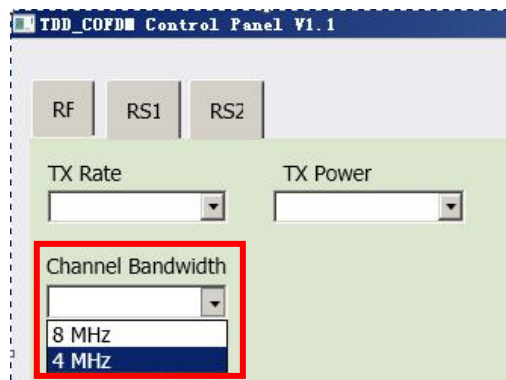 TDD_COFDM Control Panel V1.1
RF RS1 RS2
TX Rate TX Power
Channel Bandwidth
8 MHz
4 MHz